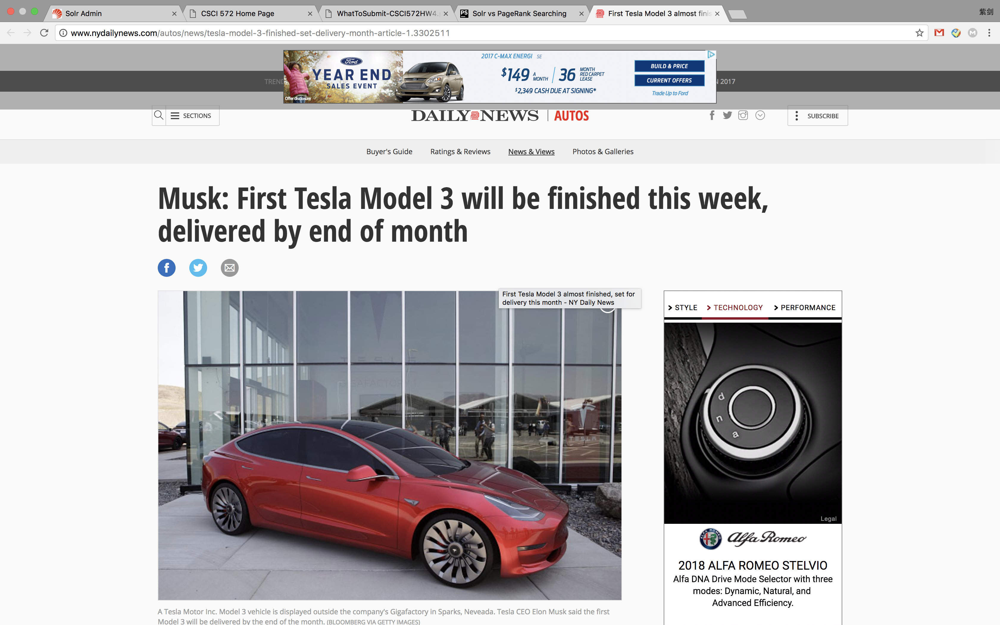 Solr Admin
CSCI 572 Home Page
WhatToSubmit-CSCI572HW4.
PS Solr vs PageRank Searching
First Tesla Model 3 almost finis
紫剑
www.nydailynews.com/autos/news/tesla-model-3-finished-set-delivery-month-article-1.3302511
Ford
YEAR END
SALES EVENT
Offer disclosure
2017 C-MAX ENERGI SE
$149 A MONTH / 36 MONTH RED CARPET LEASE
$2,349 CASH DUE AT SIGNING*
BUILD & PRICE
CURRENT OFFERS
Trade Up to Ford
TREND
N 2017
SECTIONS
DAILY NEWS | AUTOS
SUBSCRIBE
Buyer's Guide
Ratings & Reviews
News & Views
Photos & Galleries
Musk: First Tesla Model 3 will be finished this week,
delivered by end of month
First Tesla Model 3 almost finished, set for
delivery this month - NY Daily News
TESLA
GIGAFACTORY 1
TESLA
A Tesla Motor Inc. Model 3 vehicle is displayed outside the company's Gigafactory in Sparks, Neveada. Tesla CEO Elon Musk said the first
Model 3 will be delivered by the end of the month. (BLOOMBERG VIA GETTY IMAGES)
STYLE
TECHNOLOGY
PERFORMANCE
d
n
a
Legal
ALFA ROMEO
Alfa Romeo
2018 ALFA ROMEO STELVIO
Alfa DNA Drive Mode Selector with three
modes: Dynamic, Natural, and
Advanced Efficiency.